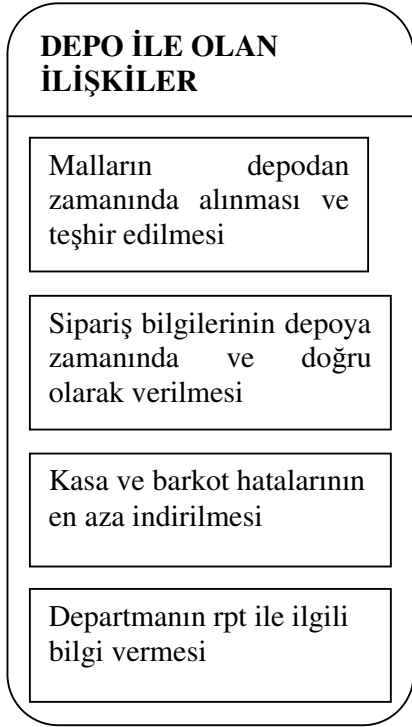 DEPO İLE OLAN
İLİŞKİLER
Malların depodan
zamanında alınması ve
teşhir edilmesi
Sipariş bilgilerinin depoya
zamanında ve doğru
olarak verilmesi
Kasa ve barkot hatalarının
en aza indirilmesi
Departmanın rpt ile ilgili
bilgi vermesi